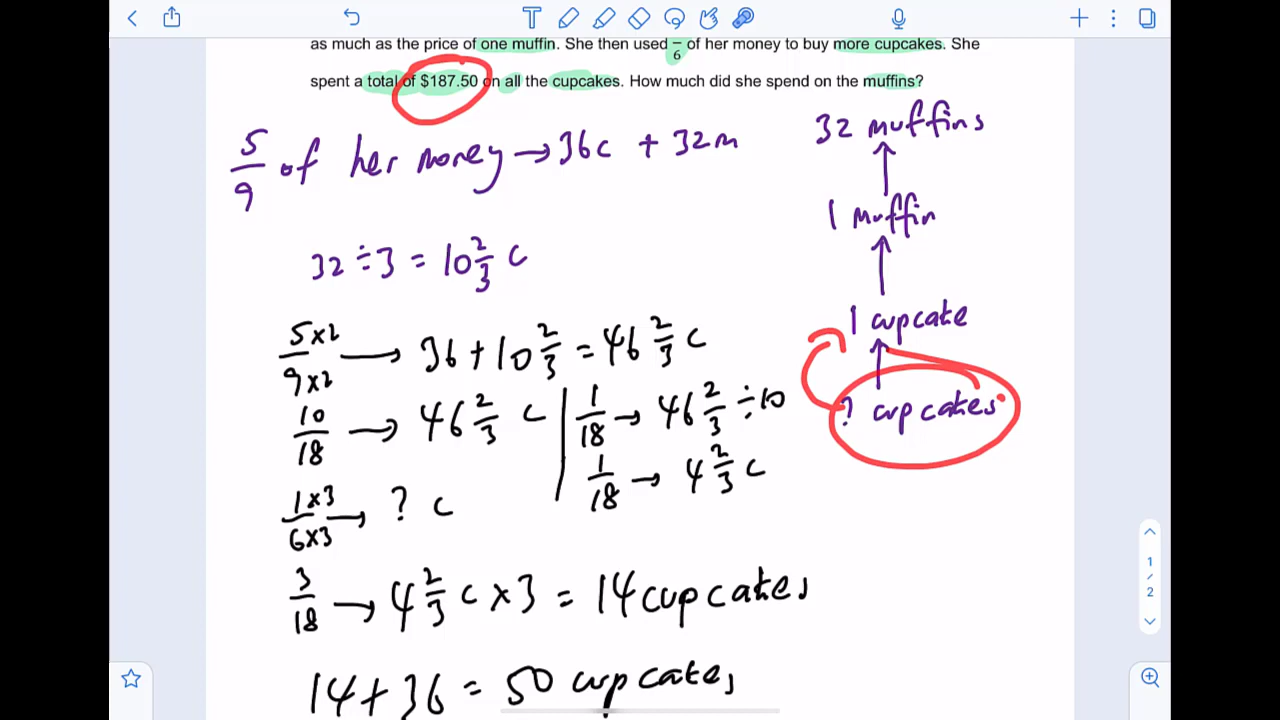 as much as the price of one muffin. She then used -/6 of her money to buy more cupcakes. She
spent a total of $187.50 on all the cupcakes. How much did she spend on the muffins?
32 muffins
5/9 of her money → 36c + 32m
1 muffin
32 ÷ 3 = 10 2/3 c
1 cupcake
5×2/9×2 → 36 + 10 2/3 = 46 2/3 c
? cupcakes
10/18 → 46 2/3 c | 1/18 → 46 2/3 ÷ 10
1/18 → 4 2/3 c
1×3/6×3 → ? c
3/18 → 4 2/3 c × 3 = 14 cupcakes
14 + 36 = 50 cupcakes
1/2